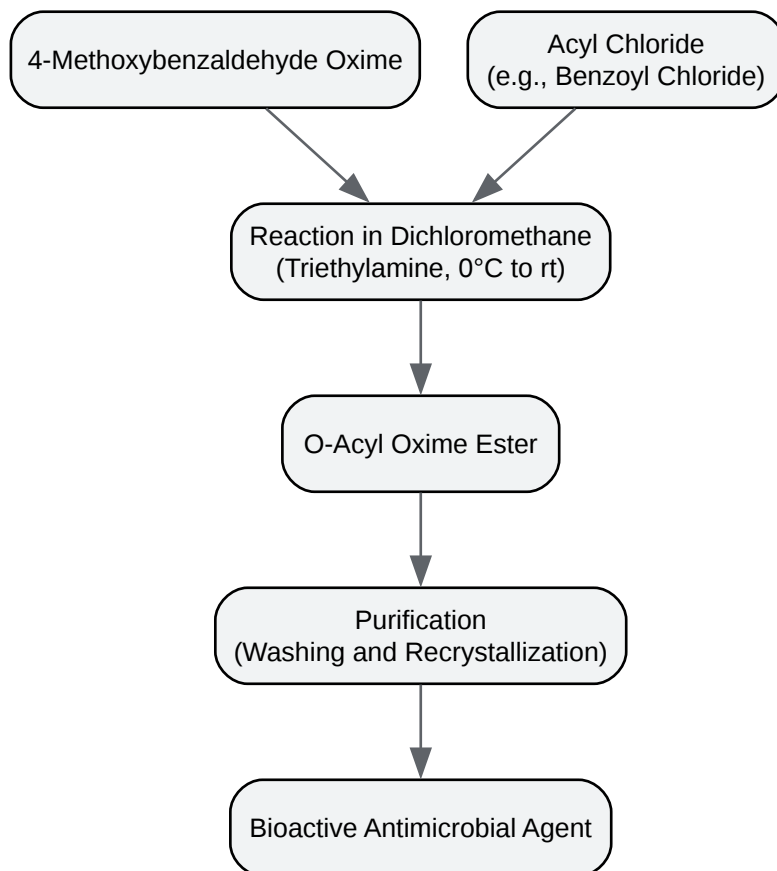 4-Methoxybenzaldehyde Oxime
Acyl Chloride
(e.g., Benzoyl Chloride)
Reaction in Dichloromethane
(Triethylamine, 0°C to rt)
O-Acyl Oxime Ester
Purification
(Washing and Recrystallization)
Bioactive Antimicrobial Agent